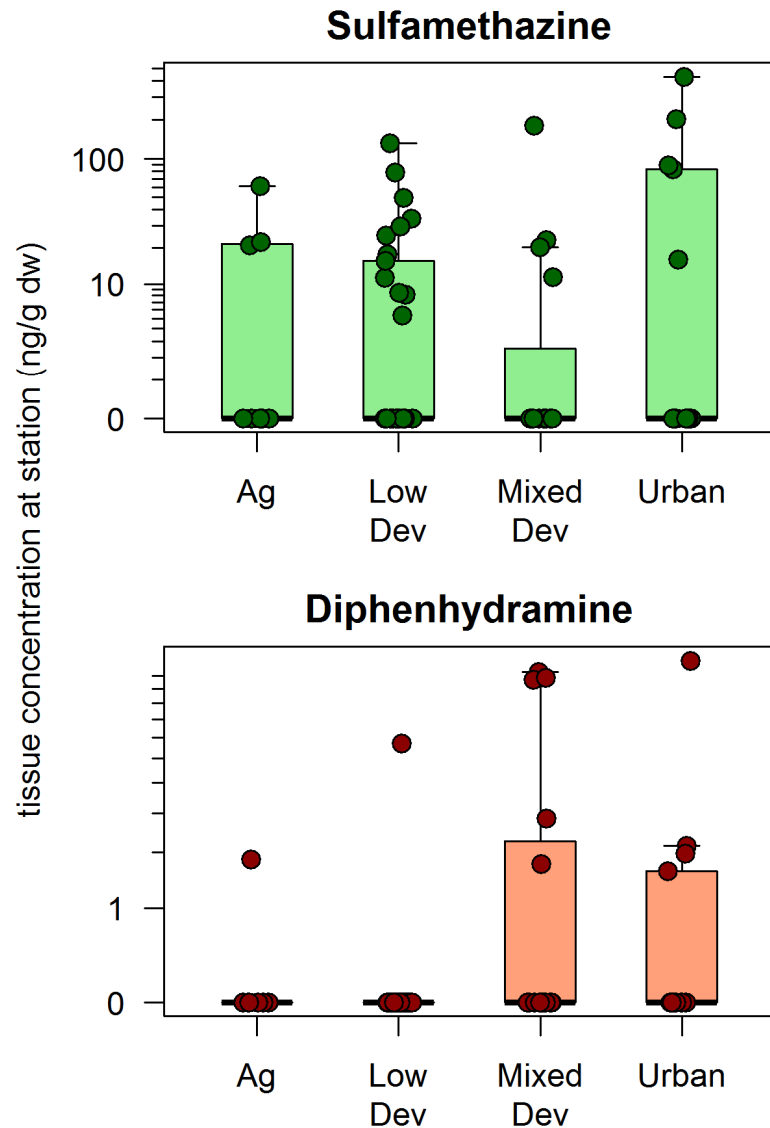 Sulfamethazine
tissue concentration at station (ng/g dw)
100
10
0
Ag
Low
Dev
Mixed
Dev
Urban
Diphenhydramine
1
0
Ag
Low
Dev
Mixed
Dev
Urban